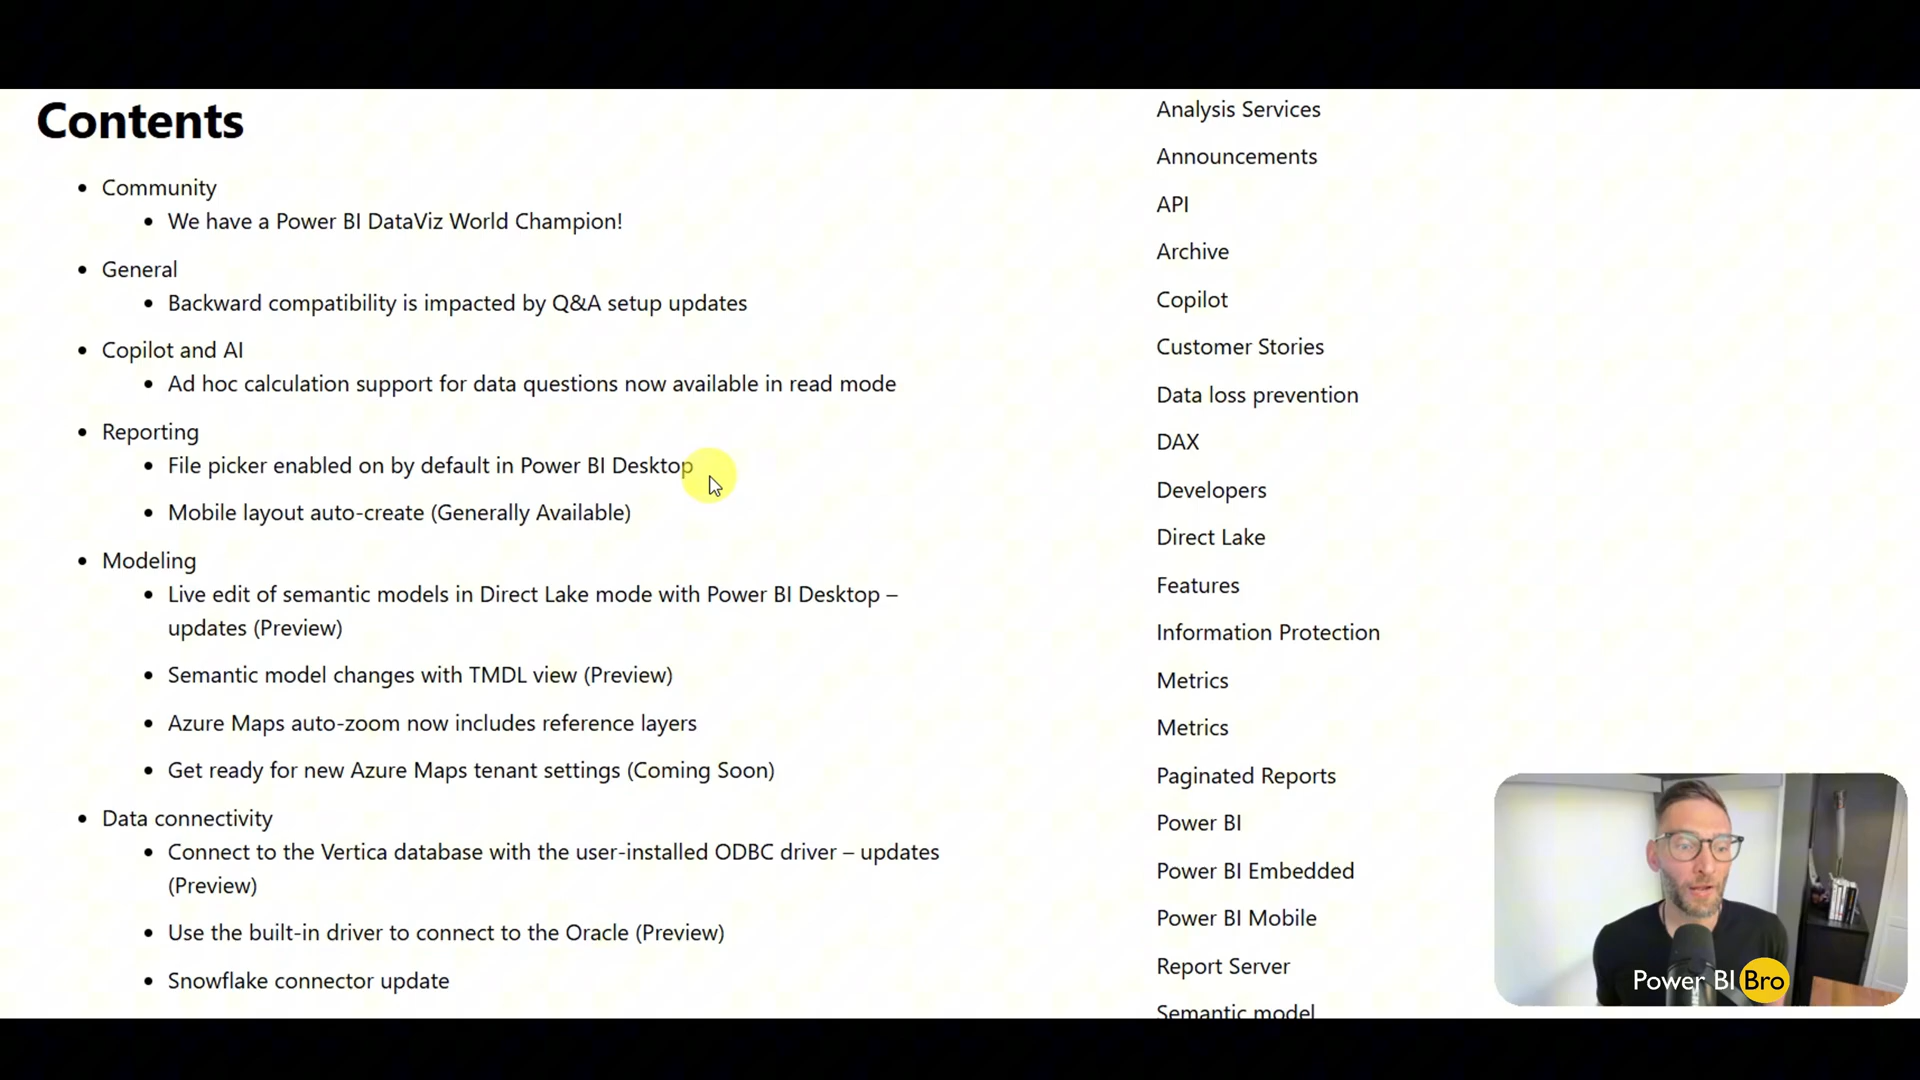 Contents
Community
We have a Power BI DataViz World Champion!
General
Backward compatibility is impacted by Q&A setup updates
Copilot and AI
Ad hoc calculation support for data questions now available in read mode
Reporting
File picker enabled on by default in Power BI Desktop
Mobile layout auto-create (Generally Available)
Modeling
Live edit of semantic models in Direct Lake mode with Power BI Desktop –
updates (Preview)
Semantic model changes with TMDL view (Preview)
Azure Maps auto-zoom now includes reference layers
Get ready for new Azure Maps tenant settings (Coming Soon)
Data connectivity
Connect to the Vertica database with the user-installed ODBC driver – updates
(Preview)
Use the built-in driver to connect to the Oracle (Preview)
Snowflake connector update
Analysis Services
Announcements
API
Archive
Copilot
Customer Stories
Data loss prevention
DAX
Developers
Direct Lake
Features
Information Protection
Metrics
Metrics
Paginated Reports
Power BI
Power BI Embedded
Power BI Mobile
Report Server
Semantic model
Power BI Bro